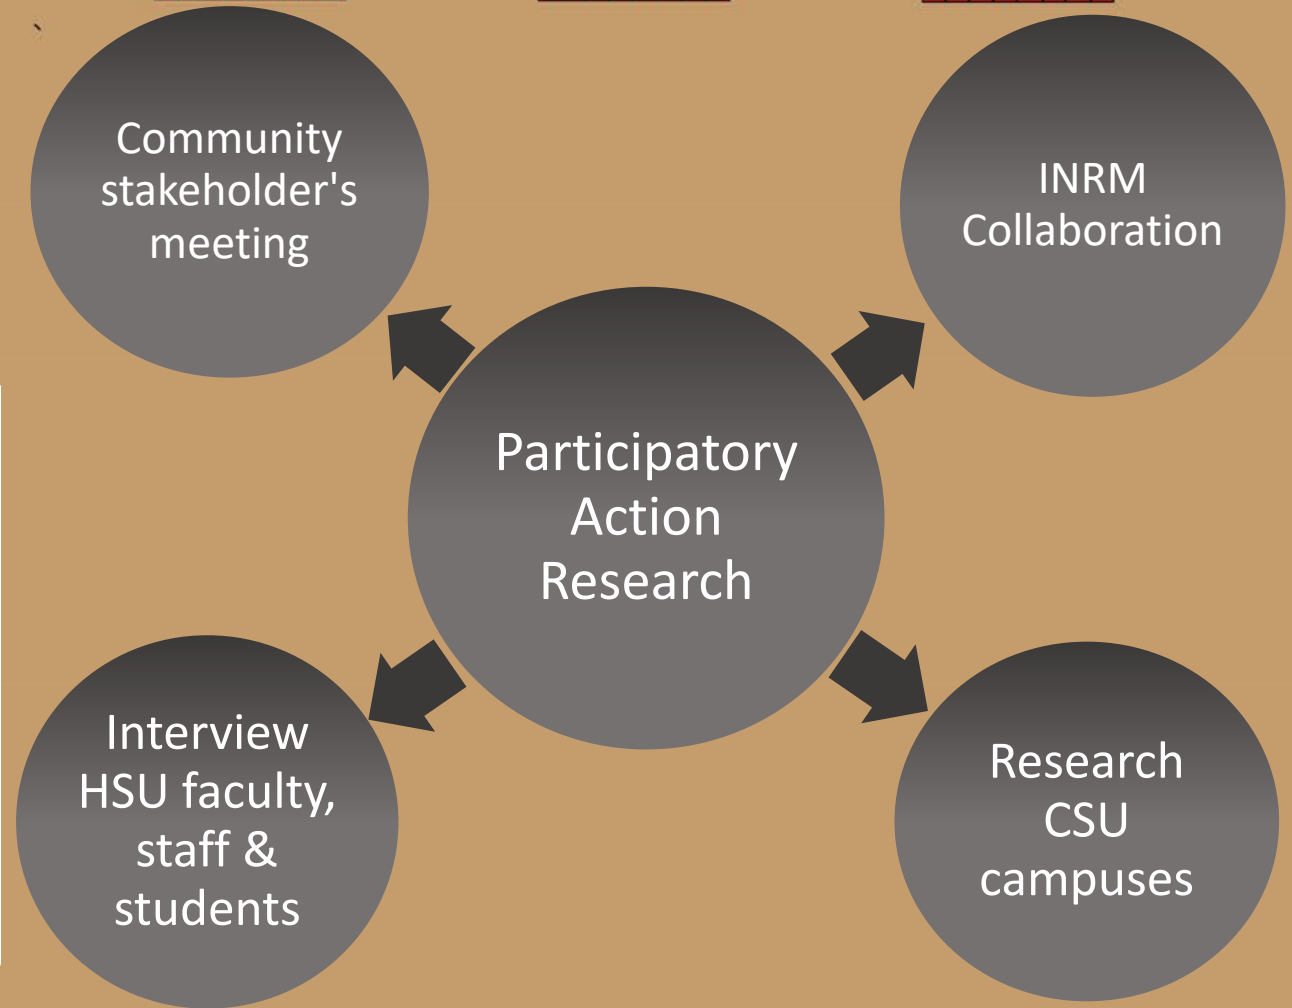 Community
stakeholder's
meeting
INRM
Collaboration
Participatory
Action
Research
Interview
HSU faculty,
staff &
students
Research
CSU
campuses